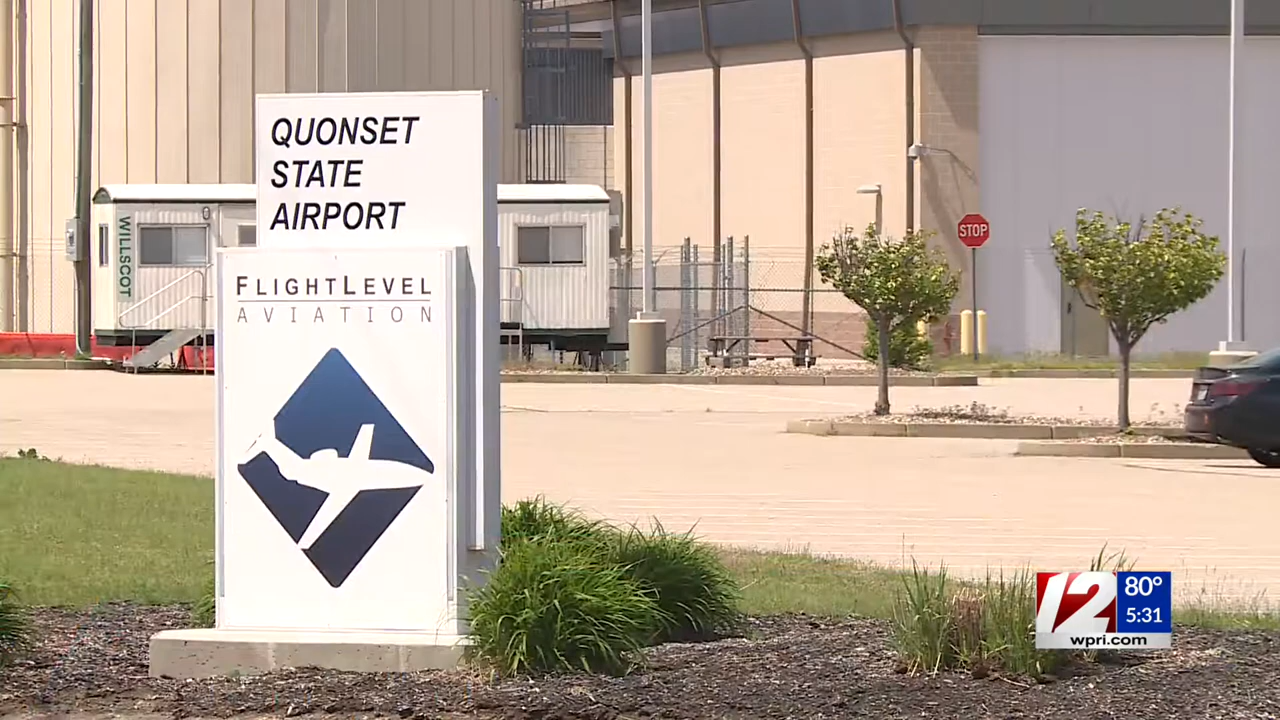 QUONSET
STATE
AIRPORT
FLIGHTLEVEL
AVIATION
WILLSCOT
STOP
12
80°
5:31
wpri.com